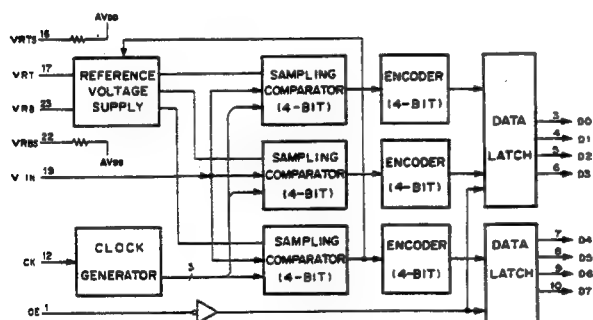 AVDD
VRTS 16
VRT 17
VRB 23
VRBS 22
AVDD
V IN 19
REFERENCE
VOLTAGE
SUPPLY
SAMPLING
COMPARATOR
(4-BIT)
ENCODER
(4-BIT)
SAMPLING
COMPARATOR
(4-BIT)
ENCODER
(4-BIT)
DATA
LATCH
3 D0
4 D1
5 D2
6 D3
CK 12
CLOCK
GENERATOR
3
SAMPLING
COMPARATOR
(4-BIT)
ENCODER
(4-BIT)
DATA
LATCH
7 D4
8 D5
9 D6
10 D7
OE 1